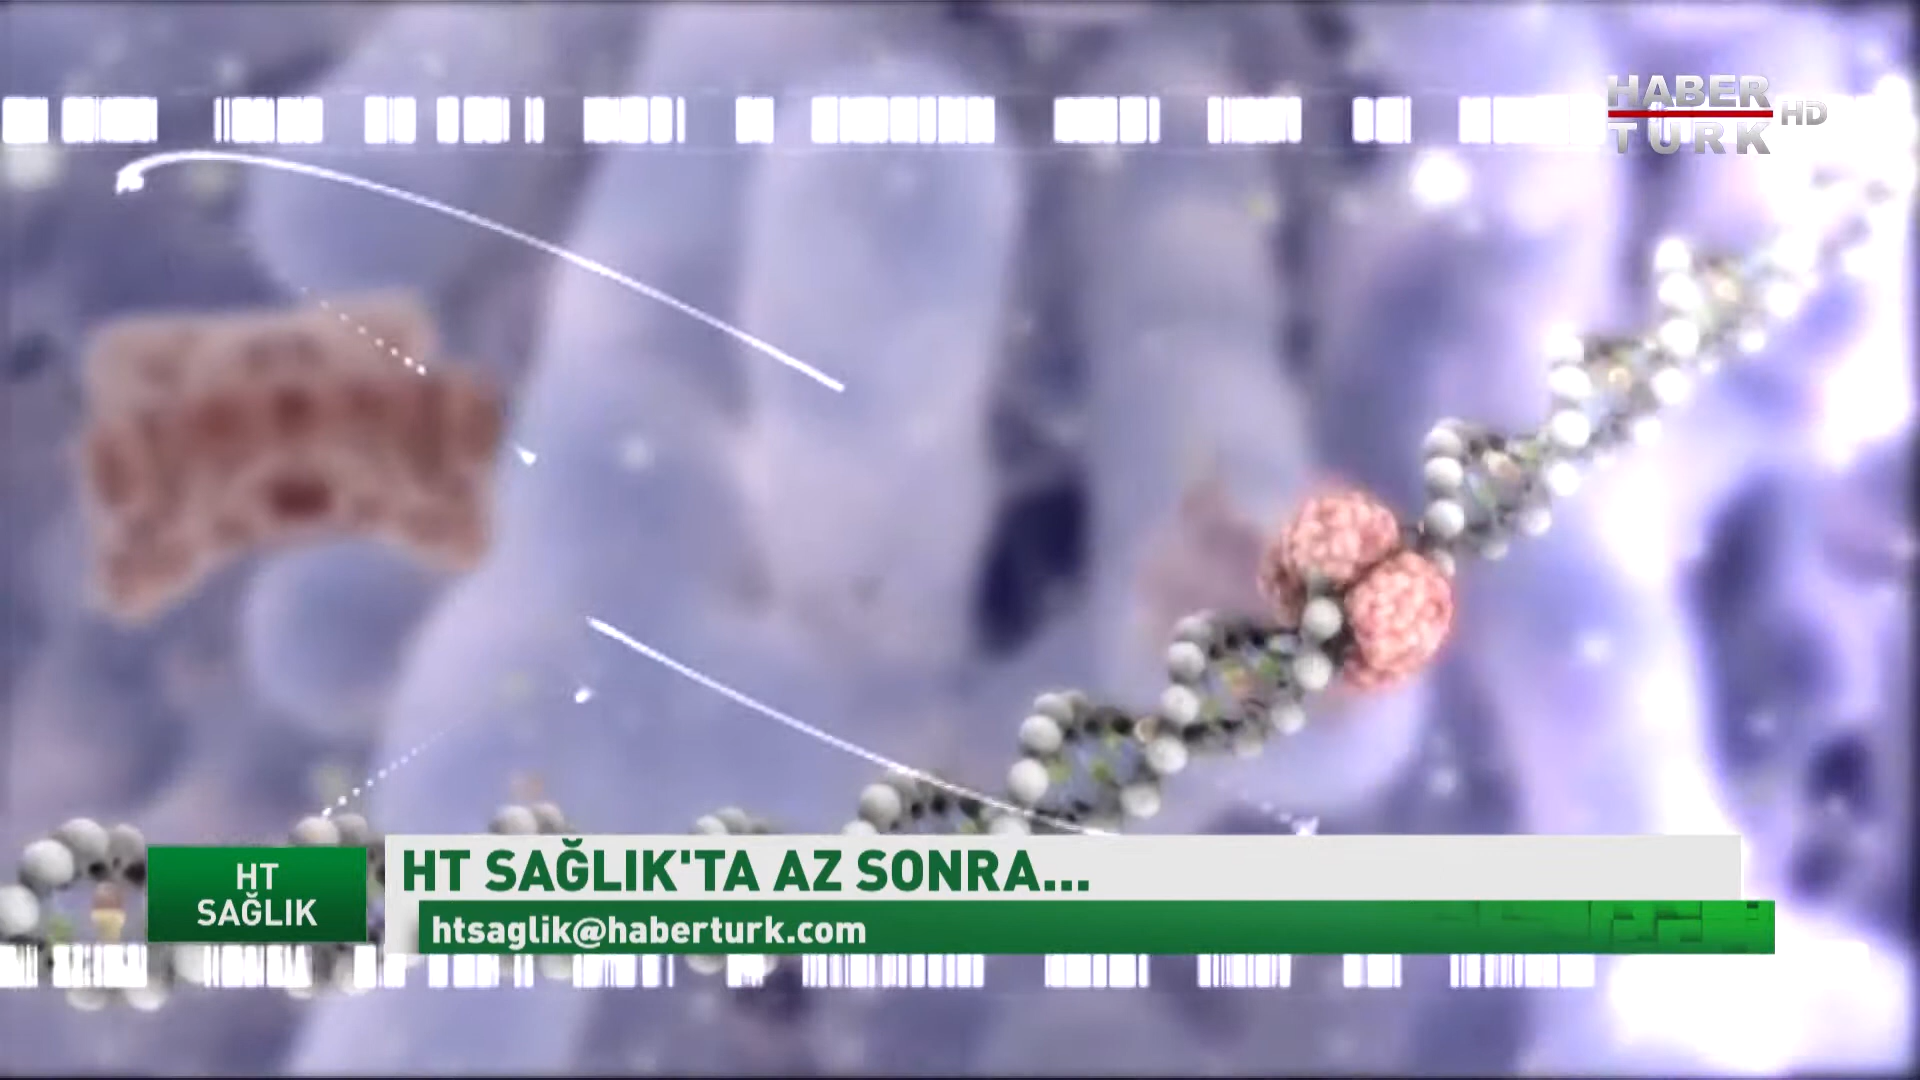 HABER
TÜRK HD
HT SAĞLIK'TA AZ SONRA...
HT
SAĞLIK
htsaglik@haberturk.com